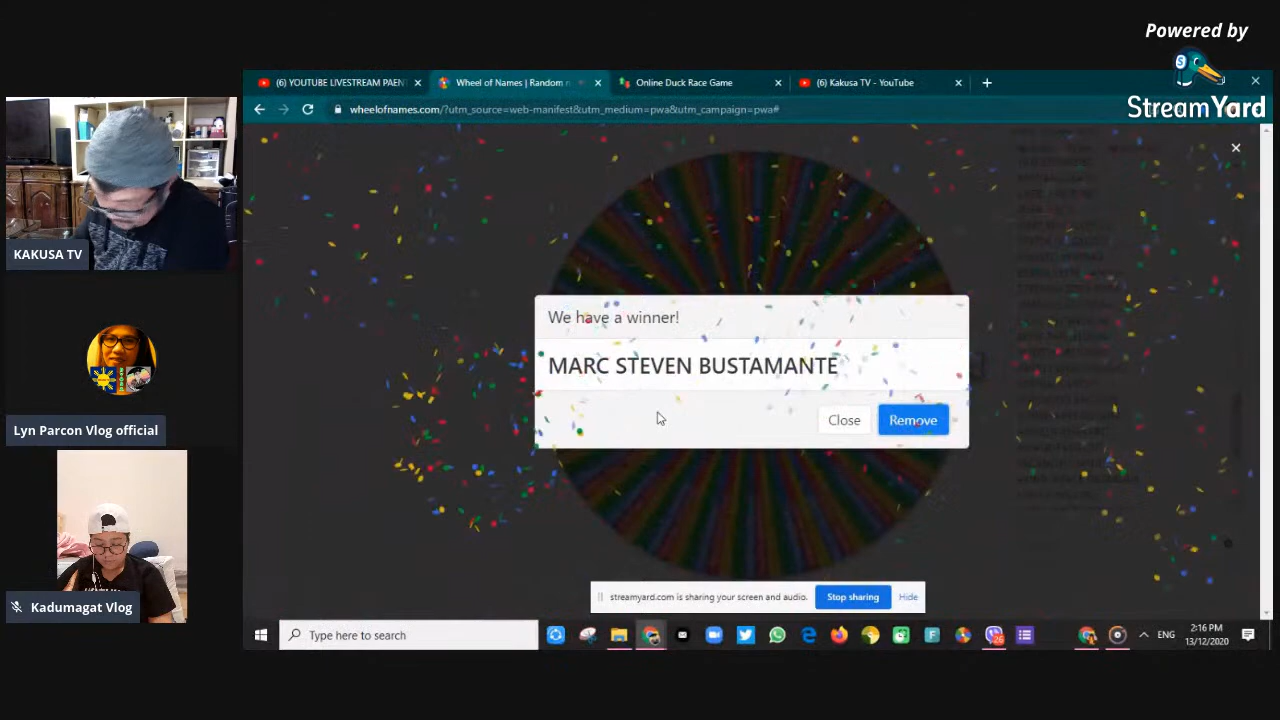 Powered by
StreamYard
(6) YOUTUBE LIVESTREAM PAEN
Wheel of Names | Random n
Online Duck Race Game
(6) Kakusa TV - YouTube
wheelofnames.com/?utm_source=web-manifest&utm_medium=pwa&utm_campaign=pwa#
KAKUSA TV
Lyn Parcon Vlog official
Kadumagat Vlog
We have a winner!
MARC STEVEN BUSTAMANTE
Close
Remove
streamyard.com is sharing your screen and audio.
Stop sharing
Hide
Type here to search
26
ENG
2:16 PM
13/12/2020